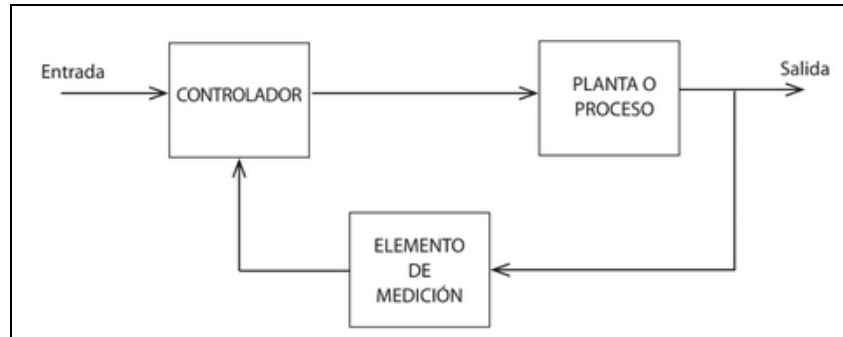 Entrada
CONTROLADOR
PLANTA O
PROCESO
Salida
ELEMENTO
DE
MEDICIÓN